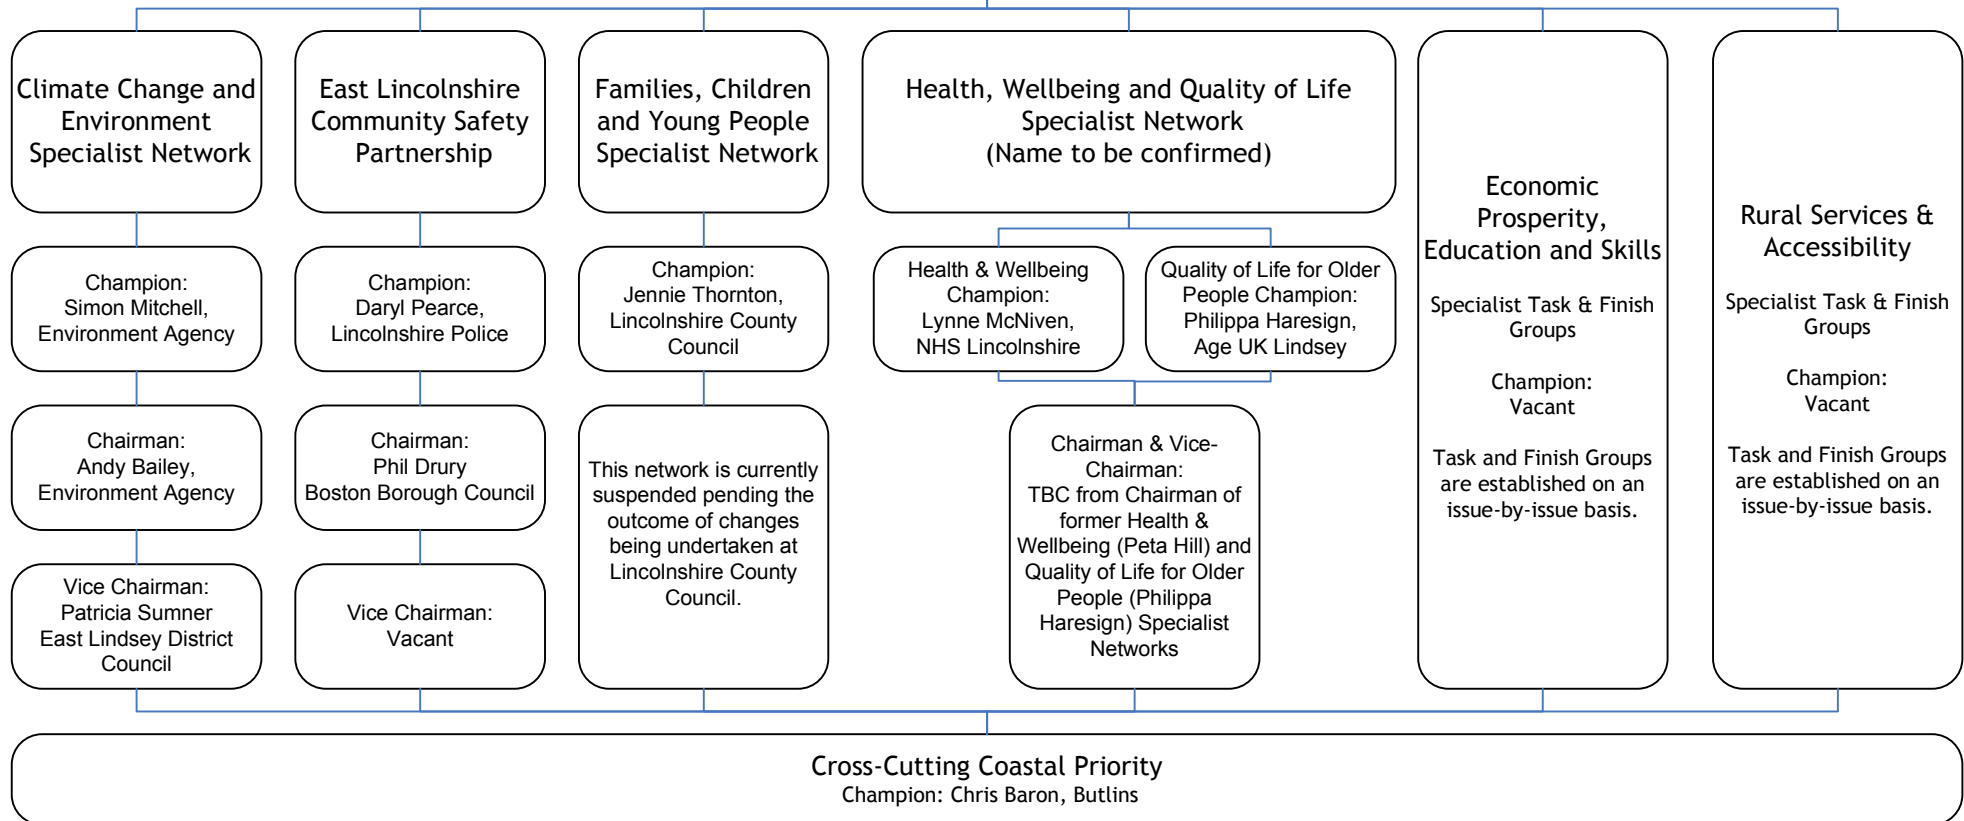 Climate Change and
Environment
Specialist Network
East Lincolnshire
Community Safety
Partnership
Families, Children
and Young People
Specialist Network
Health, Wellbeing and Quality of Life
Specialist Network
(Name to be confirmed)
Economic
Prosperity,
Education and Skills
Specialist Task & Finish
Groups
Champion:
Vacant
Task and Finish Groups
are established on an
issue-by-issue basis.
Rural Services &
Accessibility
Specialist Task & Finish
Groups
Champion:
Vacant
Task and Finish Groups
are established on an
issue-by-issue basis.
Champion:
Simon Mitchell,
Environment Agency
Champion:
Daryl Pearce,
Lincolnshire Police
Champion:
Jennie Thornton,
Lincolnshire County
Council
Health & Wellbeing
Champion:
Lynne McNiven,
NHS Lincolnshire
Quality of Life for Older
People Champion:
Philippa Haresign,
Age UK Lindsey
Chairman:
Andy Bailey,
Environment Agency
Chairman:
Phil Drury
Boston Borough Council
This network is currently
suspended pending the
outcome of changes
being undertaken at
Lincolnshire County
Council.
Chairman & Vice-
Chairman:
TBC from Chairman of
former Health &
Wellbeing (Peta Hill) and
Quality of Life for Older
People (Philippa
Haresign) Specialist
Networks
Vice Chairman:
Patricia Sumner
East Lindsey District
Council
Vice Chairman:
Vacant
Cross-Cutting Coastal Priority
Champion: Chris Baron, Butlins